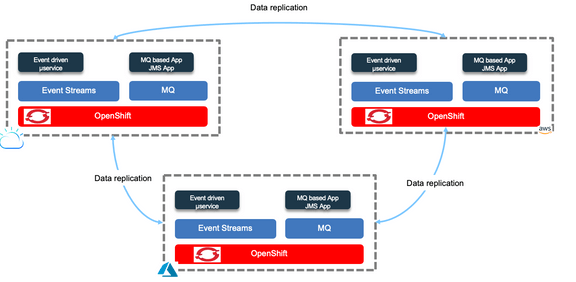 Data replication
Event driven
µservice
MQ based App
JMS App
Event Streams
MQ
OpenShift
Event driven
µservice
MQ based App
JMS App
Event Streams
MQ
OpenShift
aws
Data replication
Data replication
Event driven
µservice
MQ based App
JMS App
Event Streams
MQ
OpenShift